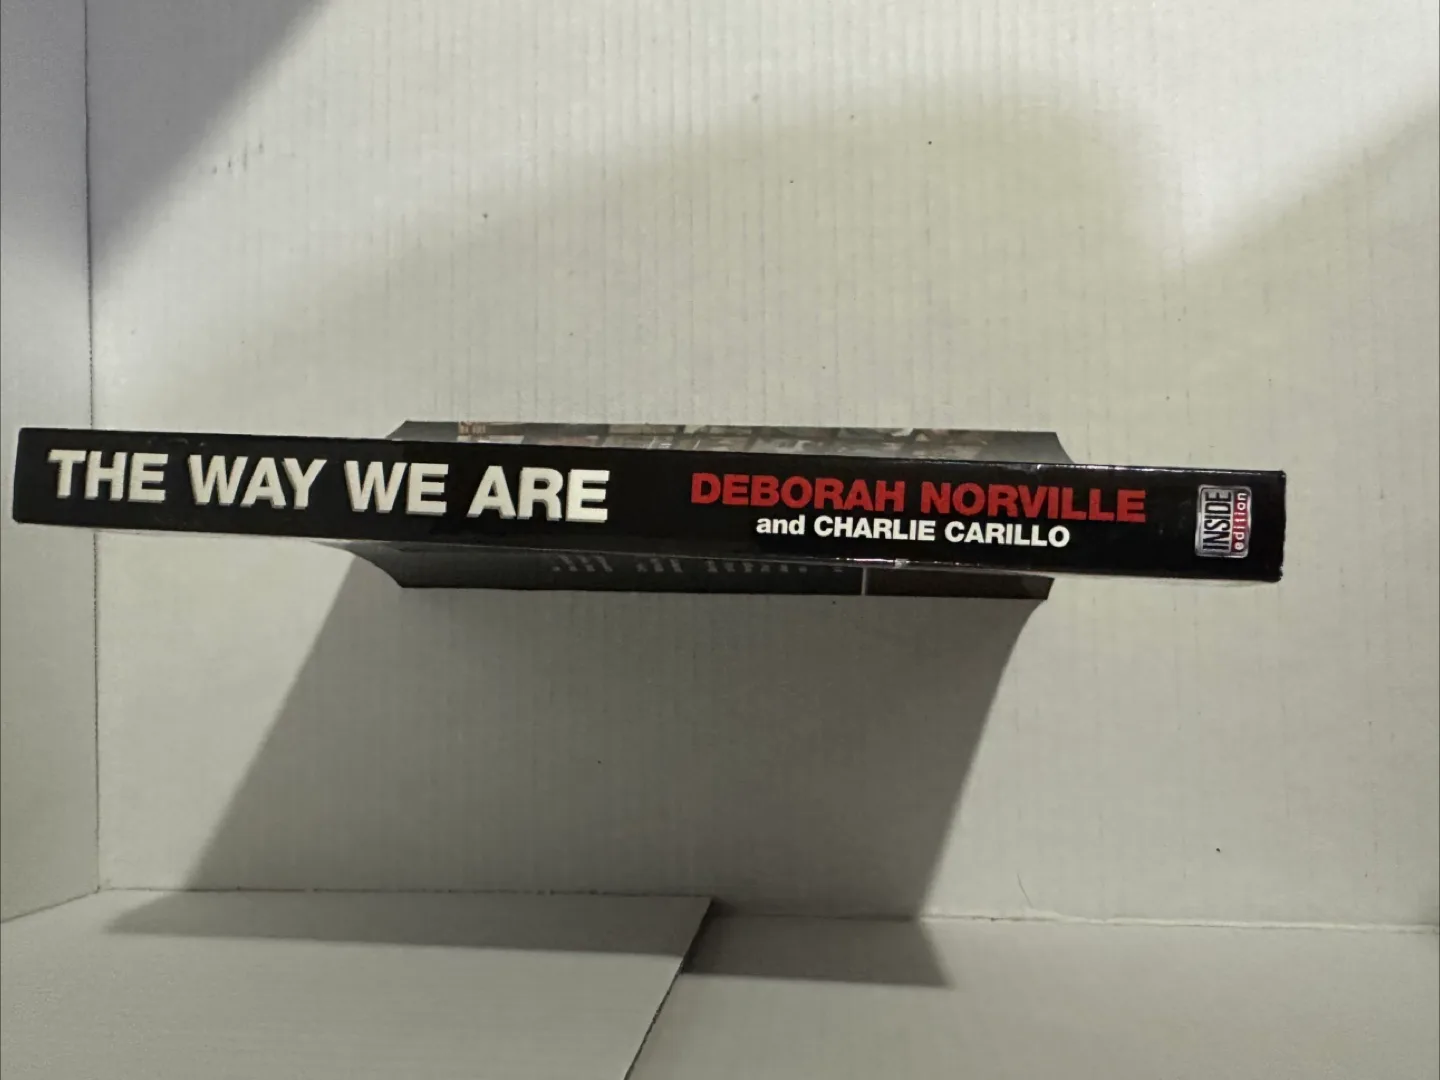 THE WAY WE ARE
DEBORAH NORVILLE
and CHARLIE CARILLO
INSIDE
edition